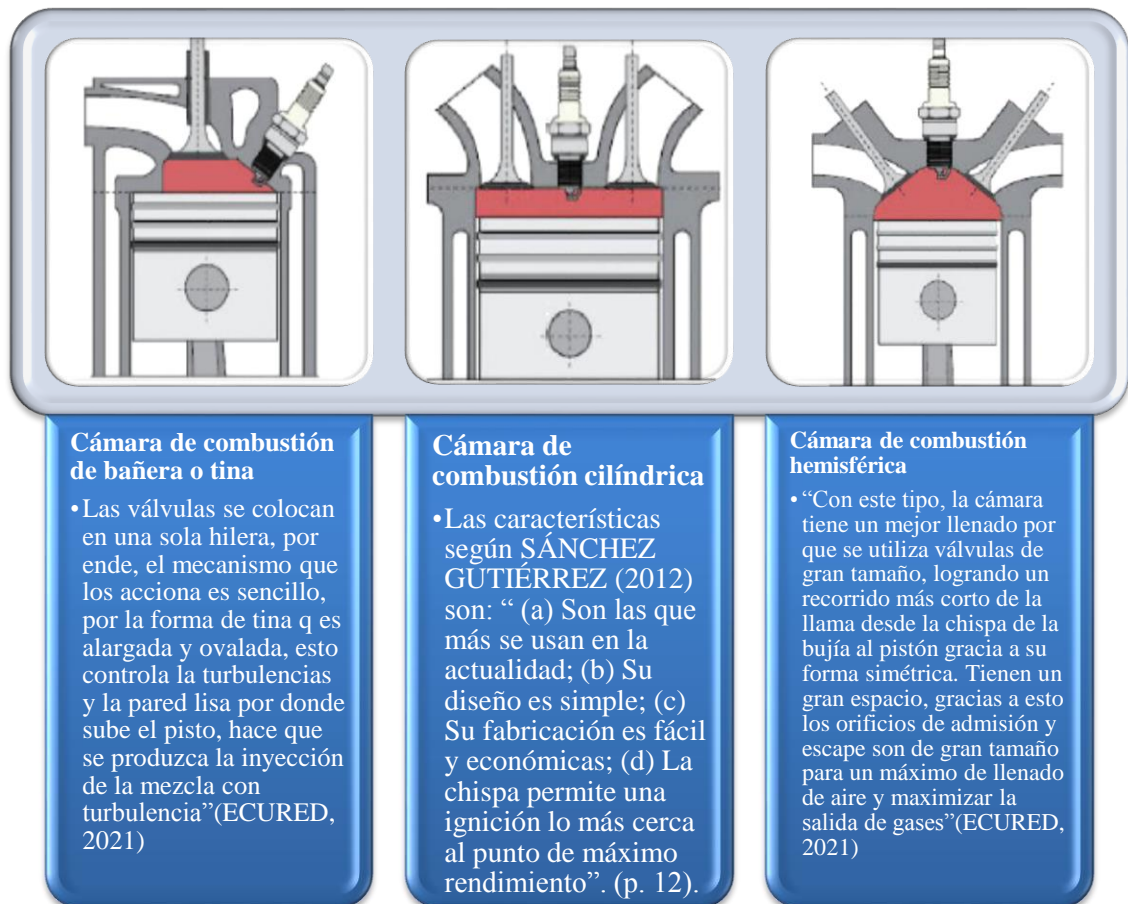 Cámara de combustión
de bañera o tina
•Las válvulas se colocan
en una sola hilera, por
ende, el mecanismo que
los acciona es sencillo,
por la forma de tina q es
alargada y ovalada, esto
controla la turbulencias
y la pared lisa por donde
sube el pisto, hace que
se produzca la inyección
de la mezcla con
turbulencia”(ECURED,
2021)
Cámara de
combustión cilíndrica
•Las características
según SÁNCHEZ
GUTIÉRREZ (2012)
son: “ (a) Son las que
más se usan en la
actualidad; (b) Su
diseño es simple; (c)
Su fabricación es fácil
y económicas; (d) La
chispa permite una
ignición lo más cerca
al punto de máximo
rendimiento”. (p. 12).
Cámara de combustión
hemisférica
•“Con este tipo, la cámara
tiene un mejor llenado por
que se utiliza válvulas de
gran tamaño, logrando un
recorrido más corto de la
llama desde la chispa de la
bujía al pistón gracia a su
forma simétrica. Tienen un
gran espacio, gracias a esto
los orificios de admisión y
escape son de gran tamaño
para un máximo de llenado
de aire y maximizar la
salida de gases”(ECURED,
2021)